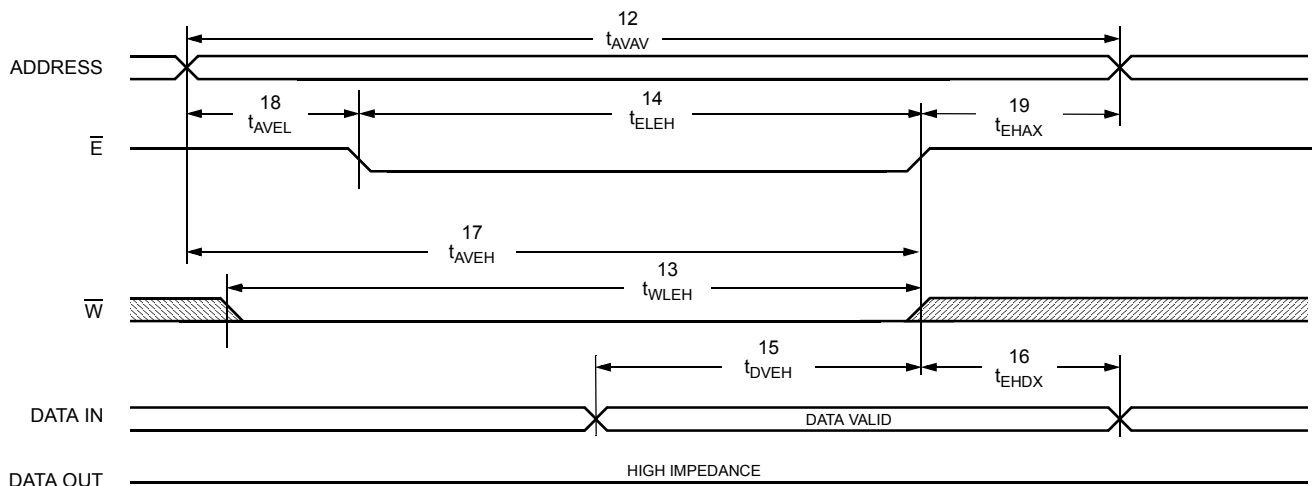 12
tAVAV
ADDRESS
18
tAVEL
14
tELEH
19
tEHAX
E̅
17
tAVEH
13
tWLEH
W̅
15
tDVEH
16
tEHDX
DATA IN
DATA VALID
DATA OUT
HIGH IMPEDANCE